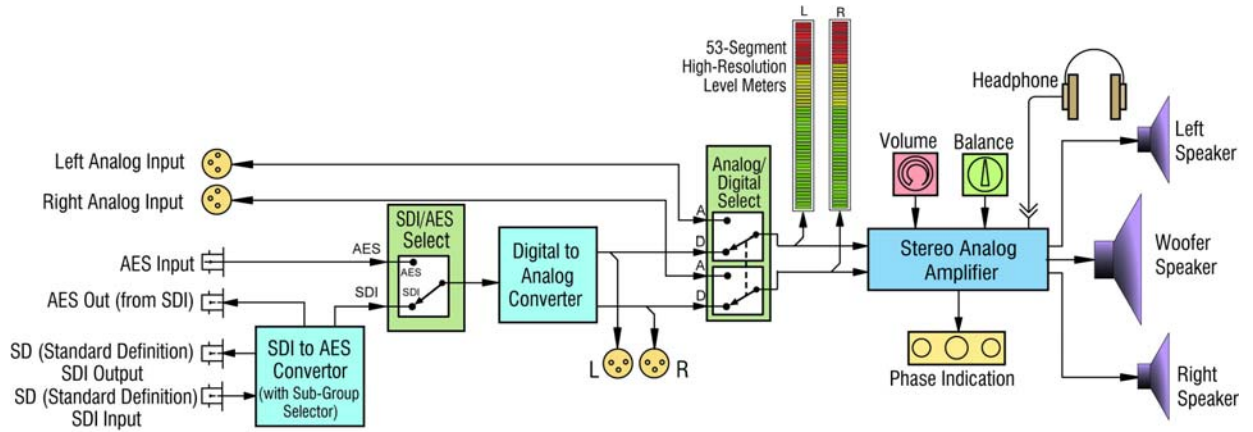 L
R
53-Segment
High-Resolution
Level Meters
Headphone
Left
Speaker
Left Analog Input
Right Analog Input
Analog/
Digital
Select
Volume
Balance
A
D
A
D
SDI/AES
Select
AES
AES
SDI
SDI
Digital to
Analog
Converter
Stereo Analog
Amplifier
Woofer
Speaker
AES Input
AES Out (from SDI)
SD (Standard Definition)
SDI Output
SD (Standard Definition)
SDI Input
SDI to AES
Convertor
(with Sub-Group
Selector)
L
R
Phase Indication
Right
Speaker